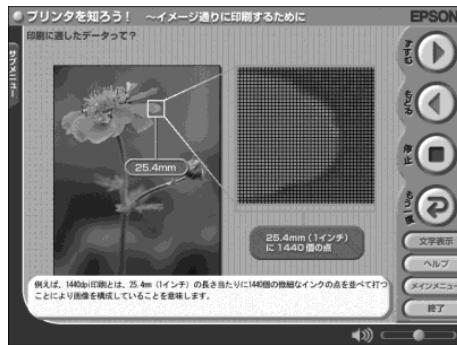 プリンタを知ろう！ ～イメージ通りに印刷するために
EPSON
印刷に適したデータって？
サブメニュー
すすむ
もどる
停止
もう一度
25.4mm
25.4mm（1インチ）
に 1440 個の点
文字表示
ヘルプ
メインメニュー
終了
例えば、1440dpi印刷とは、25.4mm（1インチ）の長さ当たりに1440個の微細なインクの点を並べて打つ
ことにより画像を構成していることを意味します。